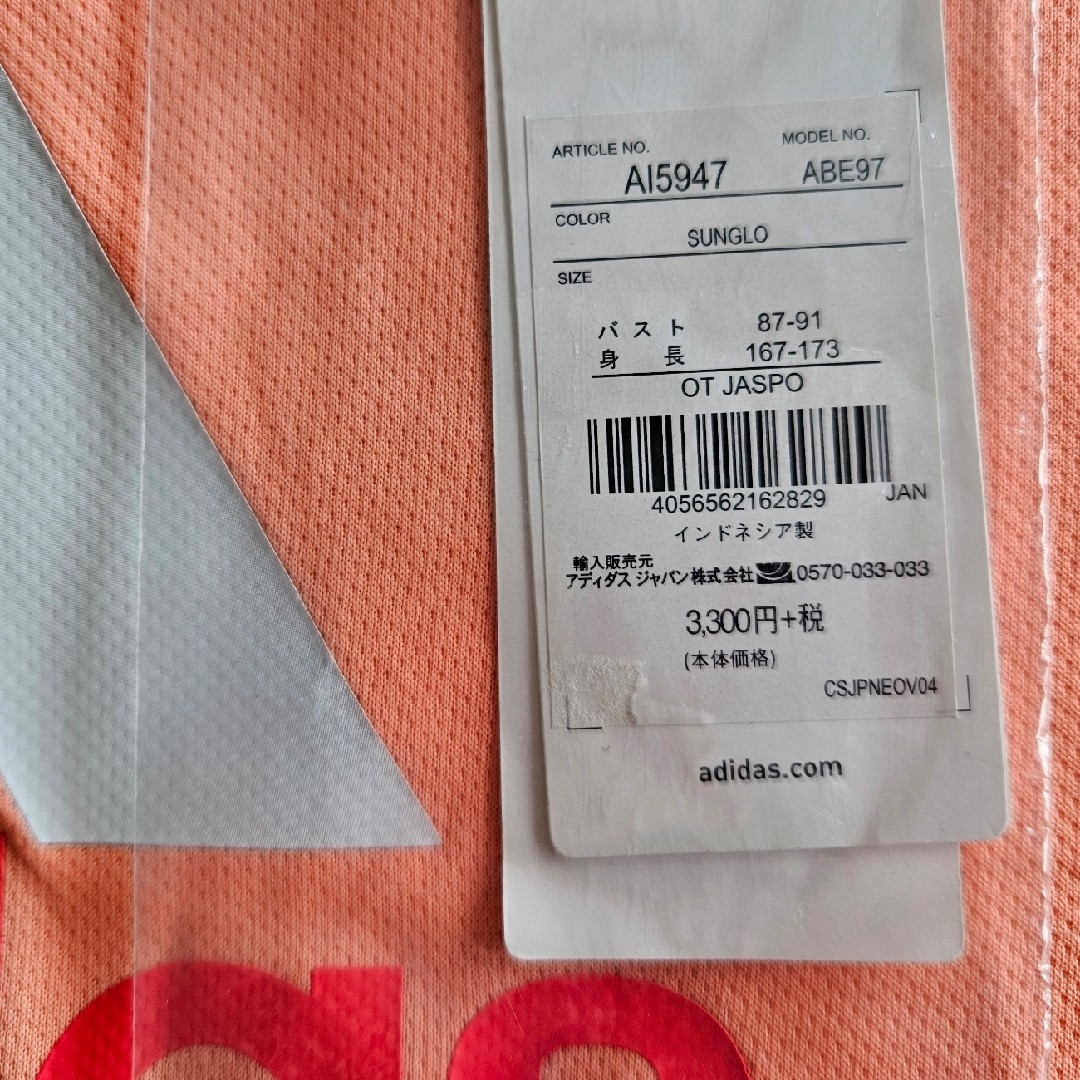 ARTICLE NO. MODEL NO.
AI5947 ABE97
COLOR
SUNGLO
SIZE
バスト 87-91
身長 167-173
OT JASPO
4056562162829 JAN
インドネシア製
輸入販売元
アディダス ジャパン株式会社 0570-033-033
3,300円+税
(本体価格)
CSJPNEOV04
adidas.com